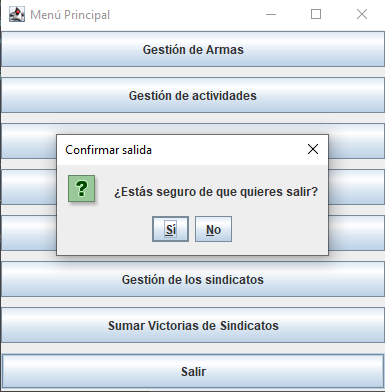 Menú Principal
Gestión de Armas
Gestión de actividades
Confirmar salida
¿Estás seguro de que quieres salir?
Sí
No
Gestión de los sindicatos
Sumar Victorias de Sindicatos
Salir